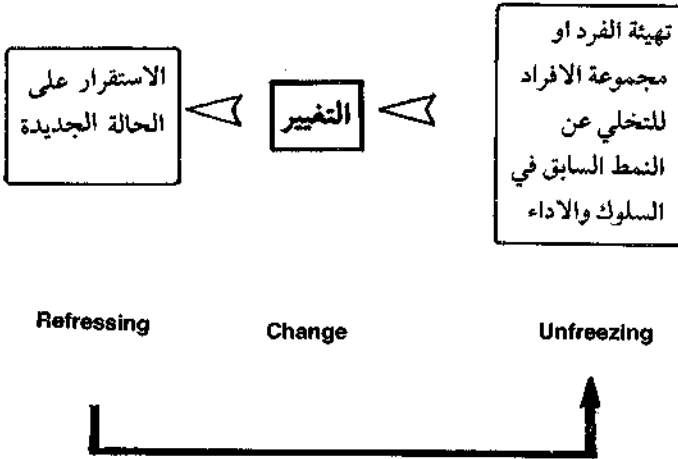 تهيئة الفرد او
مجموعة الافراد
للتخلي عن
النمط السابق في
السلوك والاداء
التغيير
الاستقرار على
الحالة الجديدة
Refressing
Change
Unfreezing